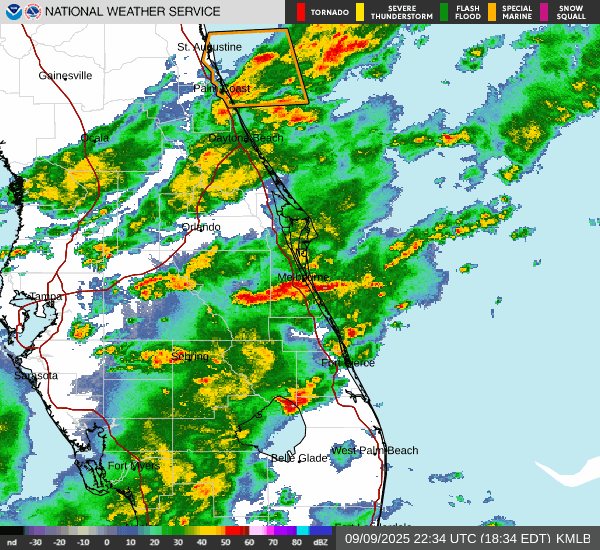 NATIONAL WEATHER SERVICE
TORNADO
SEVERE THUNDERSTORM
FLASH FLOOD
SPECIAL MARINE
SNOW SQUALL
St. Augustine
Gainesville
Palm Coast
Ocala
Daytona Beach
Orlando
Melbourne
Tampa
Sebring
Fort Pierce
Sarasota
West Palm Beach
Belle Glade
Fort Myers
nd -30 -20 -10 0 10 20 30 40 50 60 70 80 dBZ
09/09/2025 22:34 UTC (18:34 EDT) KMLB